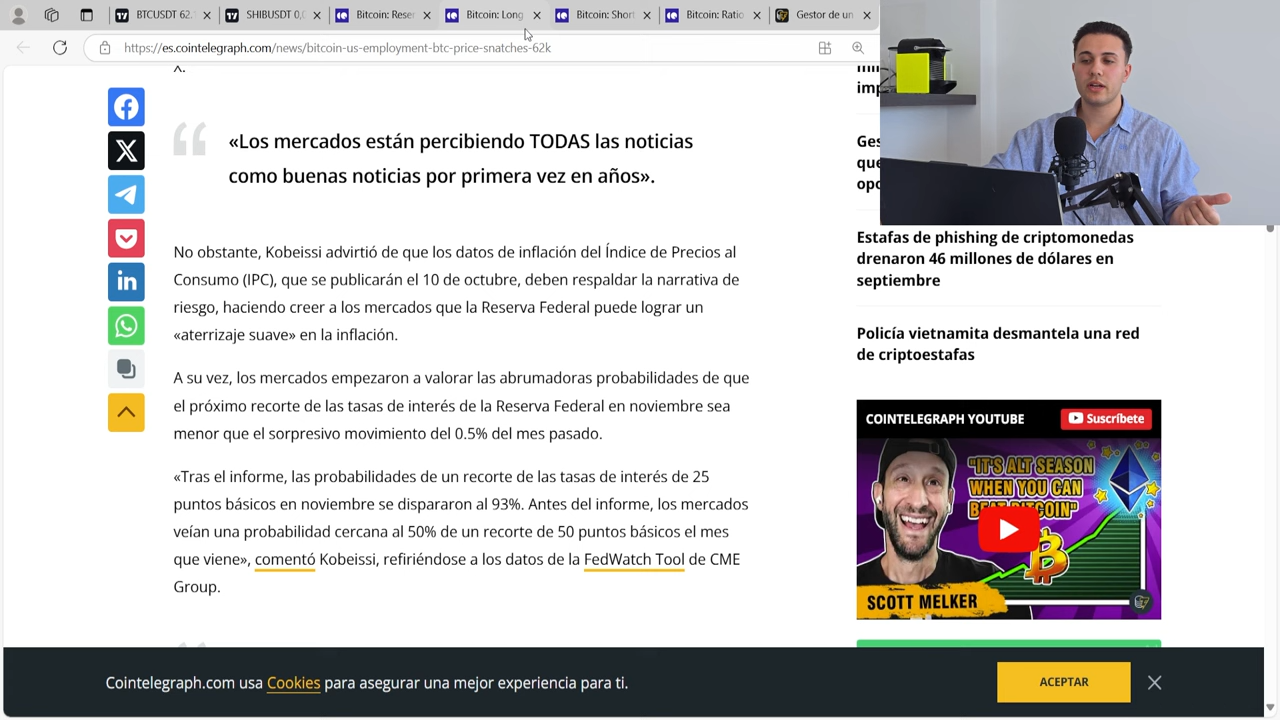 BTCUSDT 62.
SHIBUSDT 0,0
Bitcoin: Reser
Bitcoin: Long
Bitcoin: Short
Bitcoin: Ratio
Gestor de un
https://es.cointelegraph.com/news/bitcoin-us-employment-btc-price-snatches-62k
X.
«Los mercados están percibiendo TODAS las noticias
como buenas noticias por primera vez en años».
No obstante, Kobeissi advirtió de que los datos de inflación del Índice de Precios al
Consumo (IPC), que se publicarán el 10 de octubre, deben respaldar la narrativa de
riesgo, haciendo creer a los mercados que la Reserva Federal puede lograr un
«aterrizaje suave» en la inflación.
A su vez, los mercados empezaron a valorar las abrumadoras probabilidades de que
el próximo recorte de las tasas de interés de la Reserva Federal en noviembre sea
menor que el sorpresivo movimiento del 0.5% del mes pasado.
«Tras el informe, las probabilidades de un recorte de las tasas de interés de 25
puntos básicos en noviembre se dispararon al 93%. Antes del informe, los mercados
veían una probabilidad cercana al 50% de un recorte de 50 puntos básicos el mes
que viene», comentó Kobeissi, refiriéndose a los datos de la FedWatch Tool de CME
Group.
imp
Ges
que
opo
Estafas de phishing de criptomonedas
drenaron 46 millones de dólares en
septiembre
Policía vietnamita desmantela una red
de criptoestafas
COINTELEGRAPH YOUTUBE
Suscríbete
"IT'S ALT SEASON
WHEN YOU CAN
BEAT BITCOIN"
SCOTT MELKER
Cointelegraph.com usa Cookies para asegurar una mejor experiencia para ti.
ACEPTAR